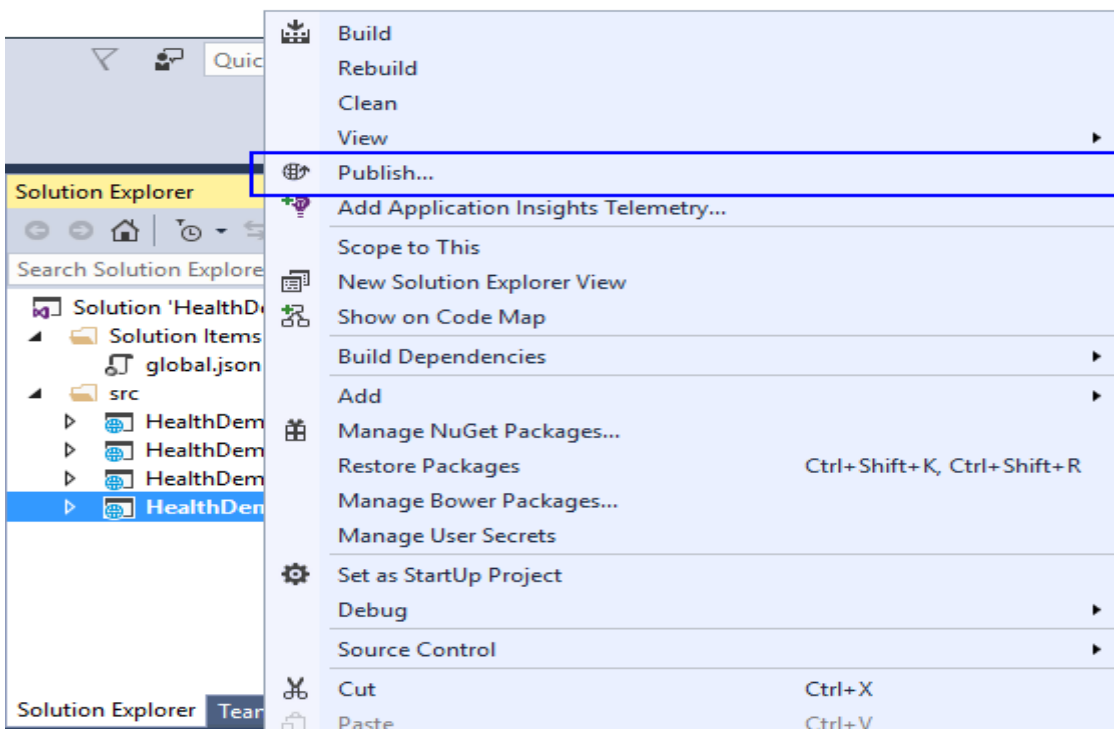 Quic
Solution Explorer
Search Solution Explore
Solution 'HealthD
Solution Items
global.json
src
HealthDem
HealthDem
HealthDem
HealthDem
Solution Explorer
Tear
Build
Rebuild
Clean
View
Publish...
Add Application Insights Telemetry...
Scope to This
New Solution Explorer View
Show on Code Map
Build Dependencies
Add
Manage NuGet Packages...
Restore Packages Ctrl+Shift+K, Ctrl+Shift+R
Manage Bower Packages...
Manage User Secrets
Set as StartUp Project
Debug
Source Control
Cut Ctrl+X
Paste Ctrl+V